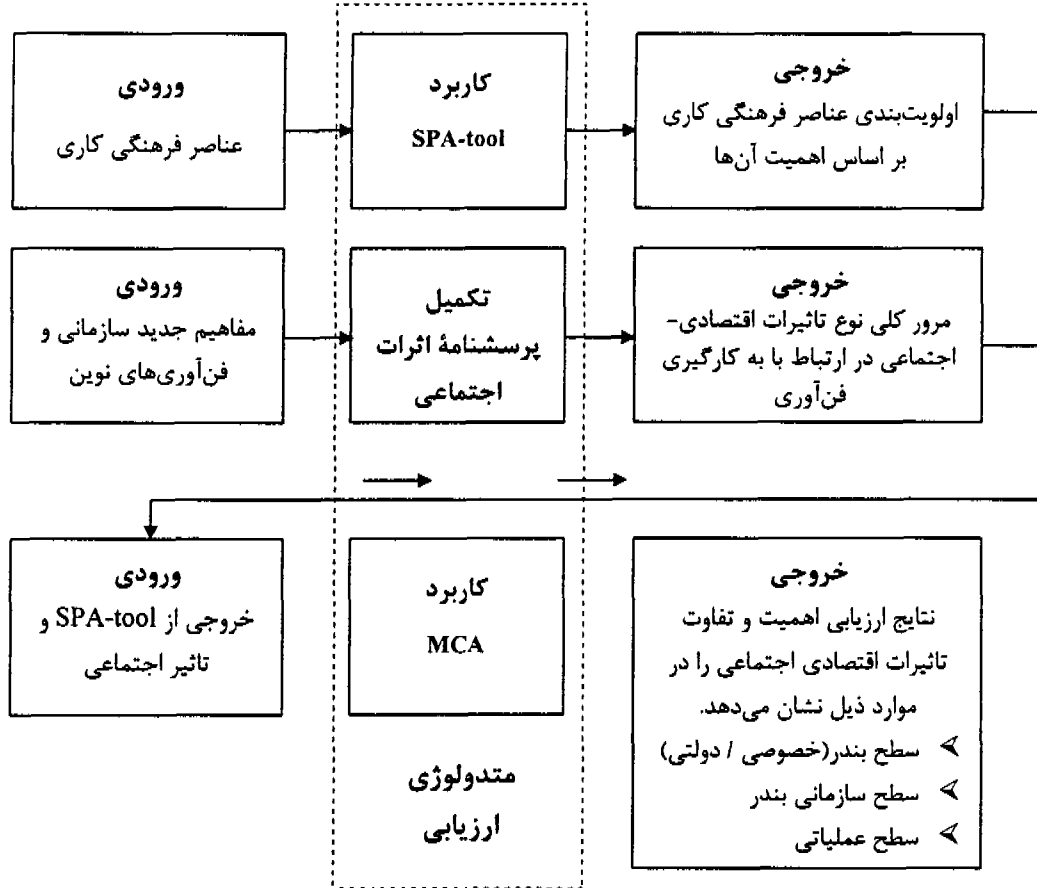 ورودی
عناصر فرهنگی کاری
کاربرد
SPA-tool
خروجی
اولویت‌بندی عناصر فرهنگی کاری
بر اساس اهمیت آن‌ها
ورودی
مفاهیم جدید سازمانی و
فن‌آوری‌های نوین
تکمیل
پرسشنامهٔ اثرات
اجتماعی
خروجی
مرور کلی نوع تاثیرات اقتصادی-
اجتماعی در ارتباط با به کارگیری
فن‌آوری
ورودی
خروجی از SPA-tool و
تاثیر اجتماعی
کاربرد
MCA
متدولوژی
ارزیابی
خروجی
نتایج ارزیابی اهمیت و تفاوت
تاثیرات اقتصادی اجتماعی را در
موارد ذیل نشان می‌دهد.
سطح بندر(خصوصی / دولتی)
سطح سازمانی بندر
سطح عملیاتی